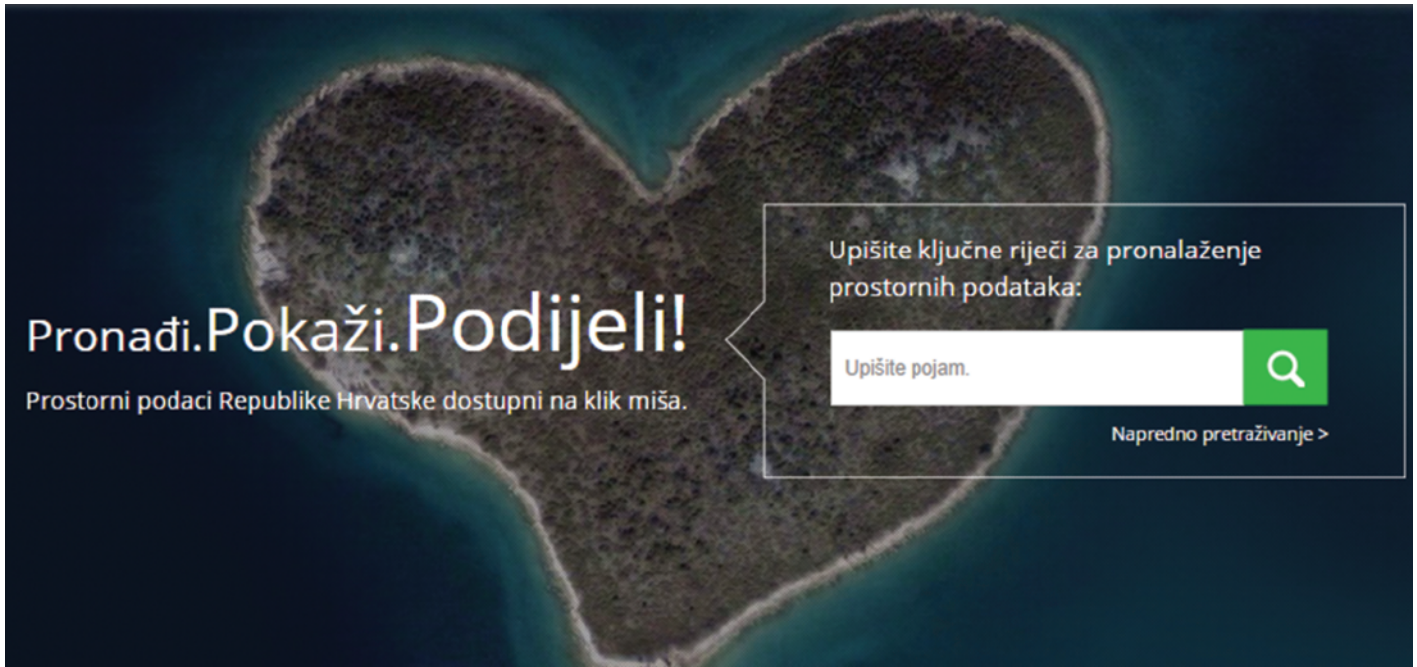 Pronađi.Pokaži.Podijeli!
Prostorni podaci Republike Hrvatske dostupni na klik miša.
Upišite ključne riječi za pronalaženje
prostornih podataka:
Upišite pojam.
Napredno pretraživanje >